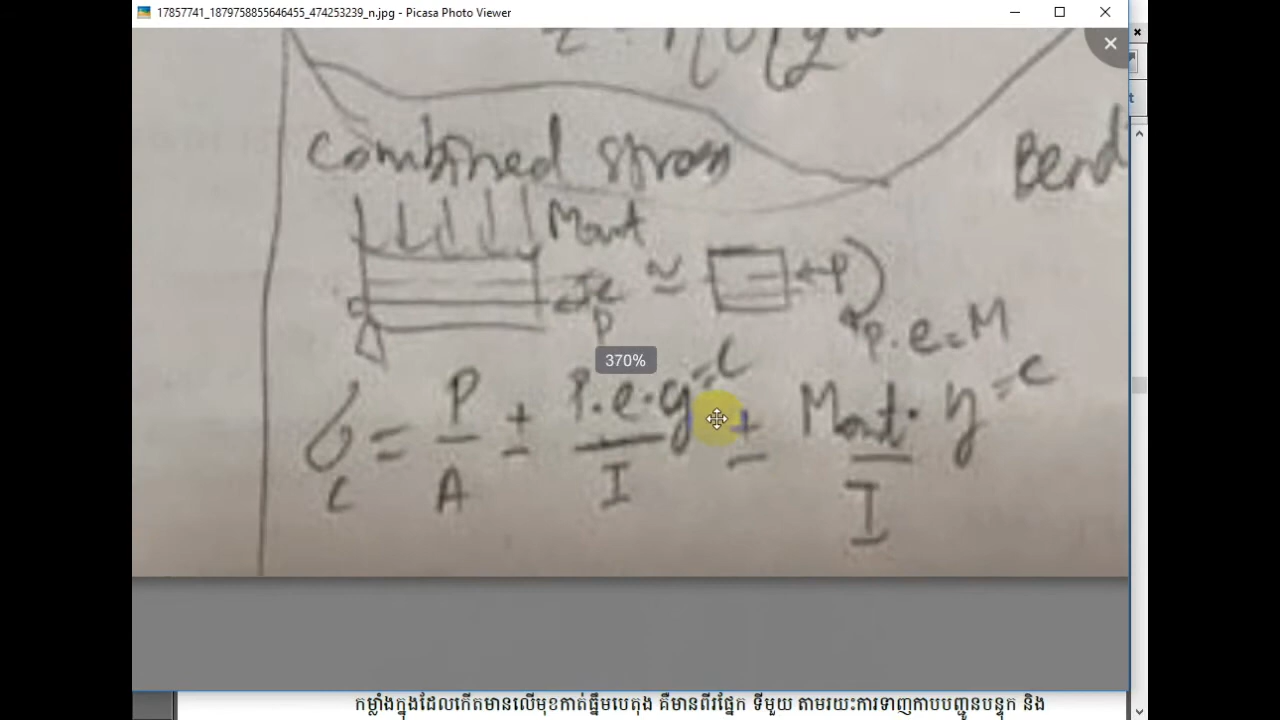 17857741_1879758855646455_474253239_n.jpg - Picasa Photo Viewer
Combined stress
Bend
Mont
e
P
≃
P
P.e=M
370%
σc = P/A ± P.e.y=c/I ± Mont.y=c/I
t
កម្លាំងក្នុងដែលកើតមានលើមុខកាត់ធ្នឹមបេតុង គឺមានពីរផ្នែក ទីមួយ តាមរយះការទាញកាបបញ្ជូនបន្ទុក និង